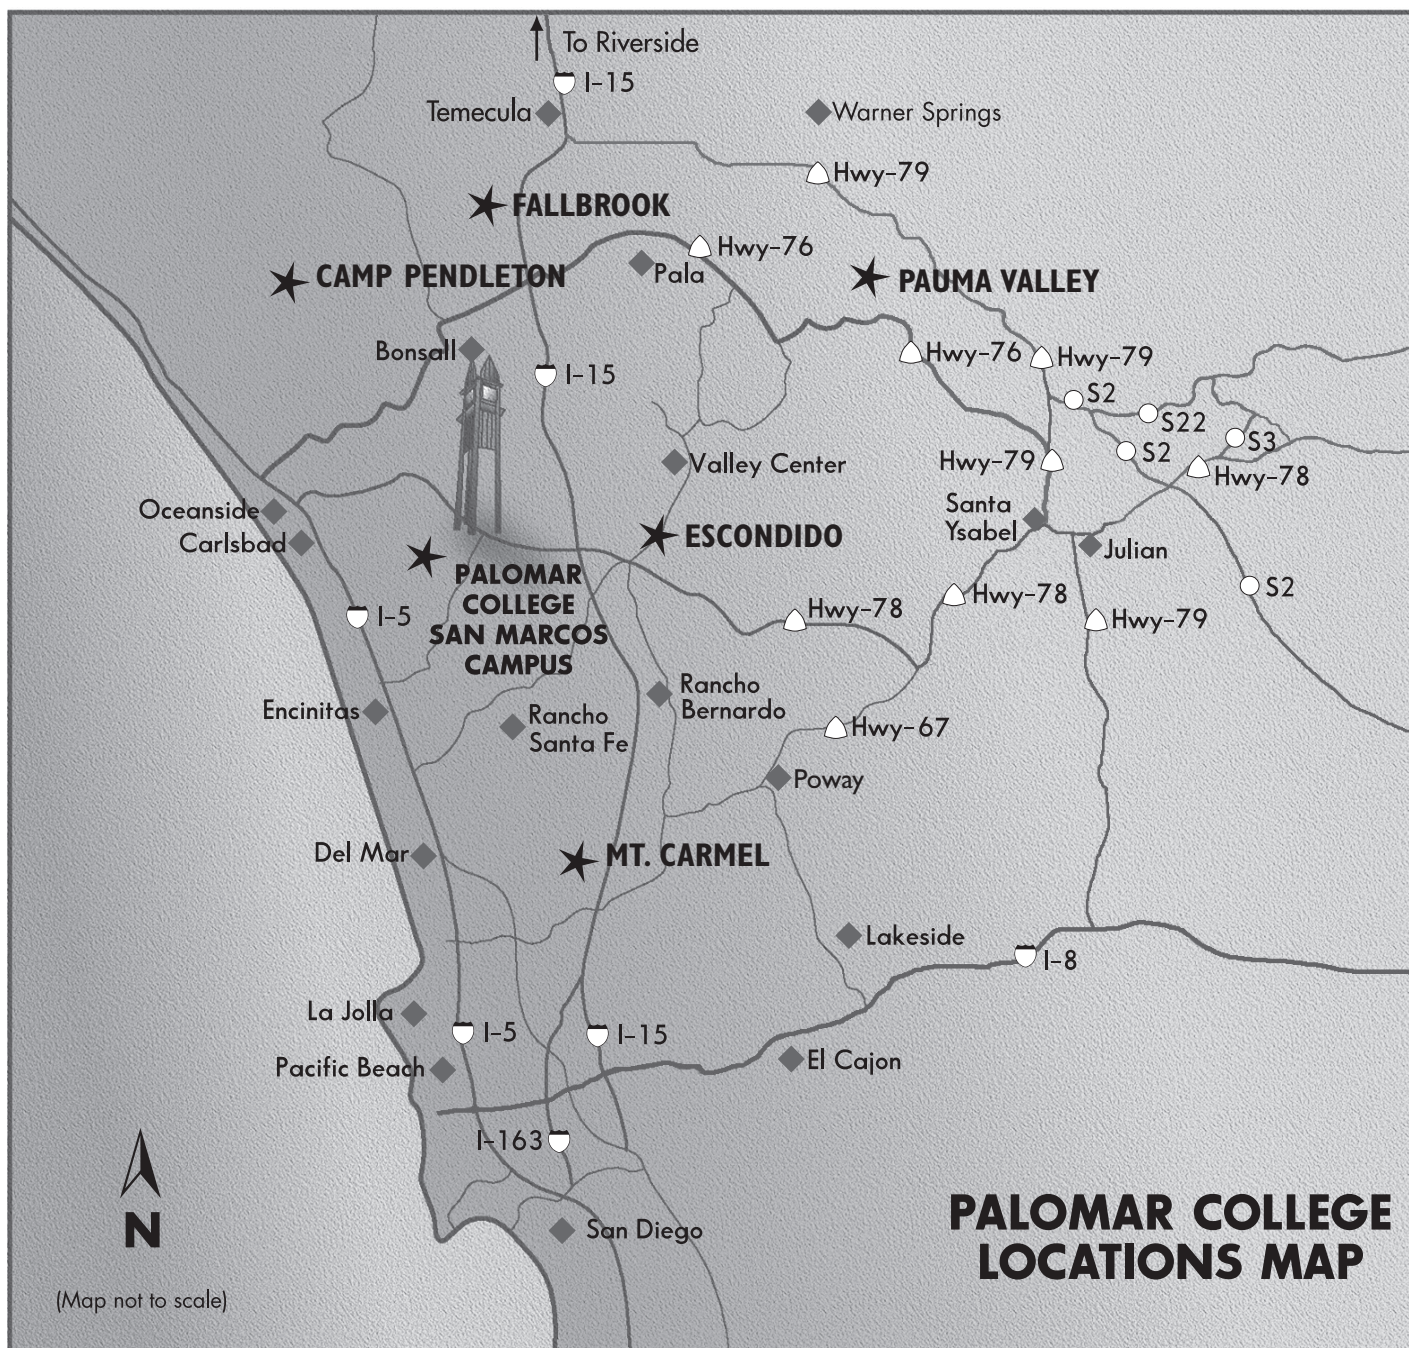 To Riverside
I-15
Temecula
Warner Springs
Hwy-79
FALLBROOK
Hwy-76
Pala
CAMP PENDLETON
PAUMA VALLEY
Bonsall
I-15
Hwy-76
Hwy-79
S2
S22
S3
S2
Hwy-78
Valley Center
Hwy-79
Oceanside
Santa
Ysabel
Carlsbad
ESCONDIDO
Julian
PALOMAR
COLLEGE
SAN MARCOS
CAMPUS
I-5
Hwy-78
Hwy-78
S2
Hwy-79
Encinitas
Rancho
Bernardo
Rancho
Santa Fe
Hwy-67
Poway
Del Mar
MT. CARMEL
Lakeside
I-8
La Jolla
I-5
I-15
Pacific Beach
El Cajon
I-163
N
San Diego
PALOMAR COLLEGE
LOCATIONS MAP
(Map not to scale)